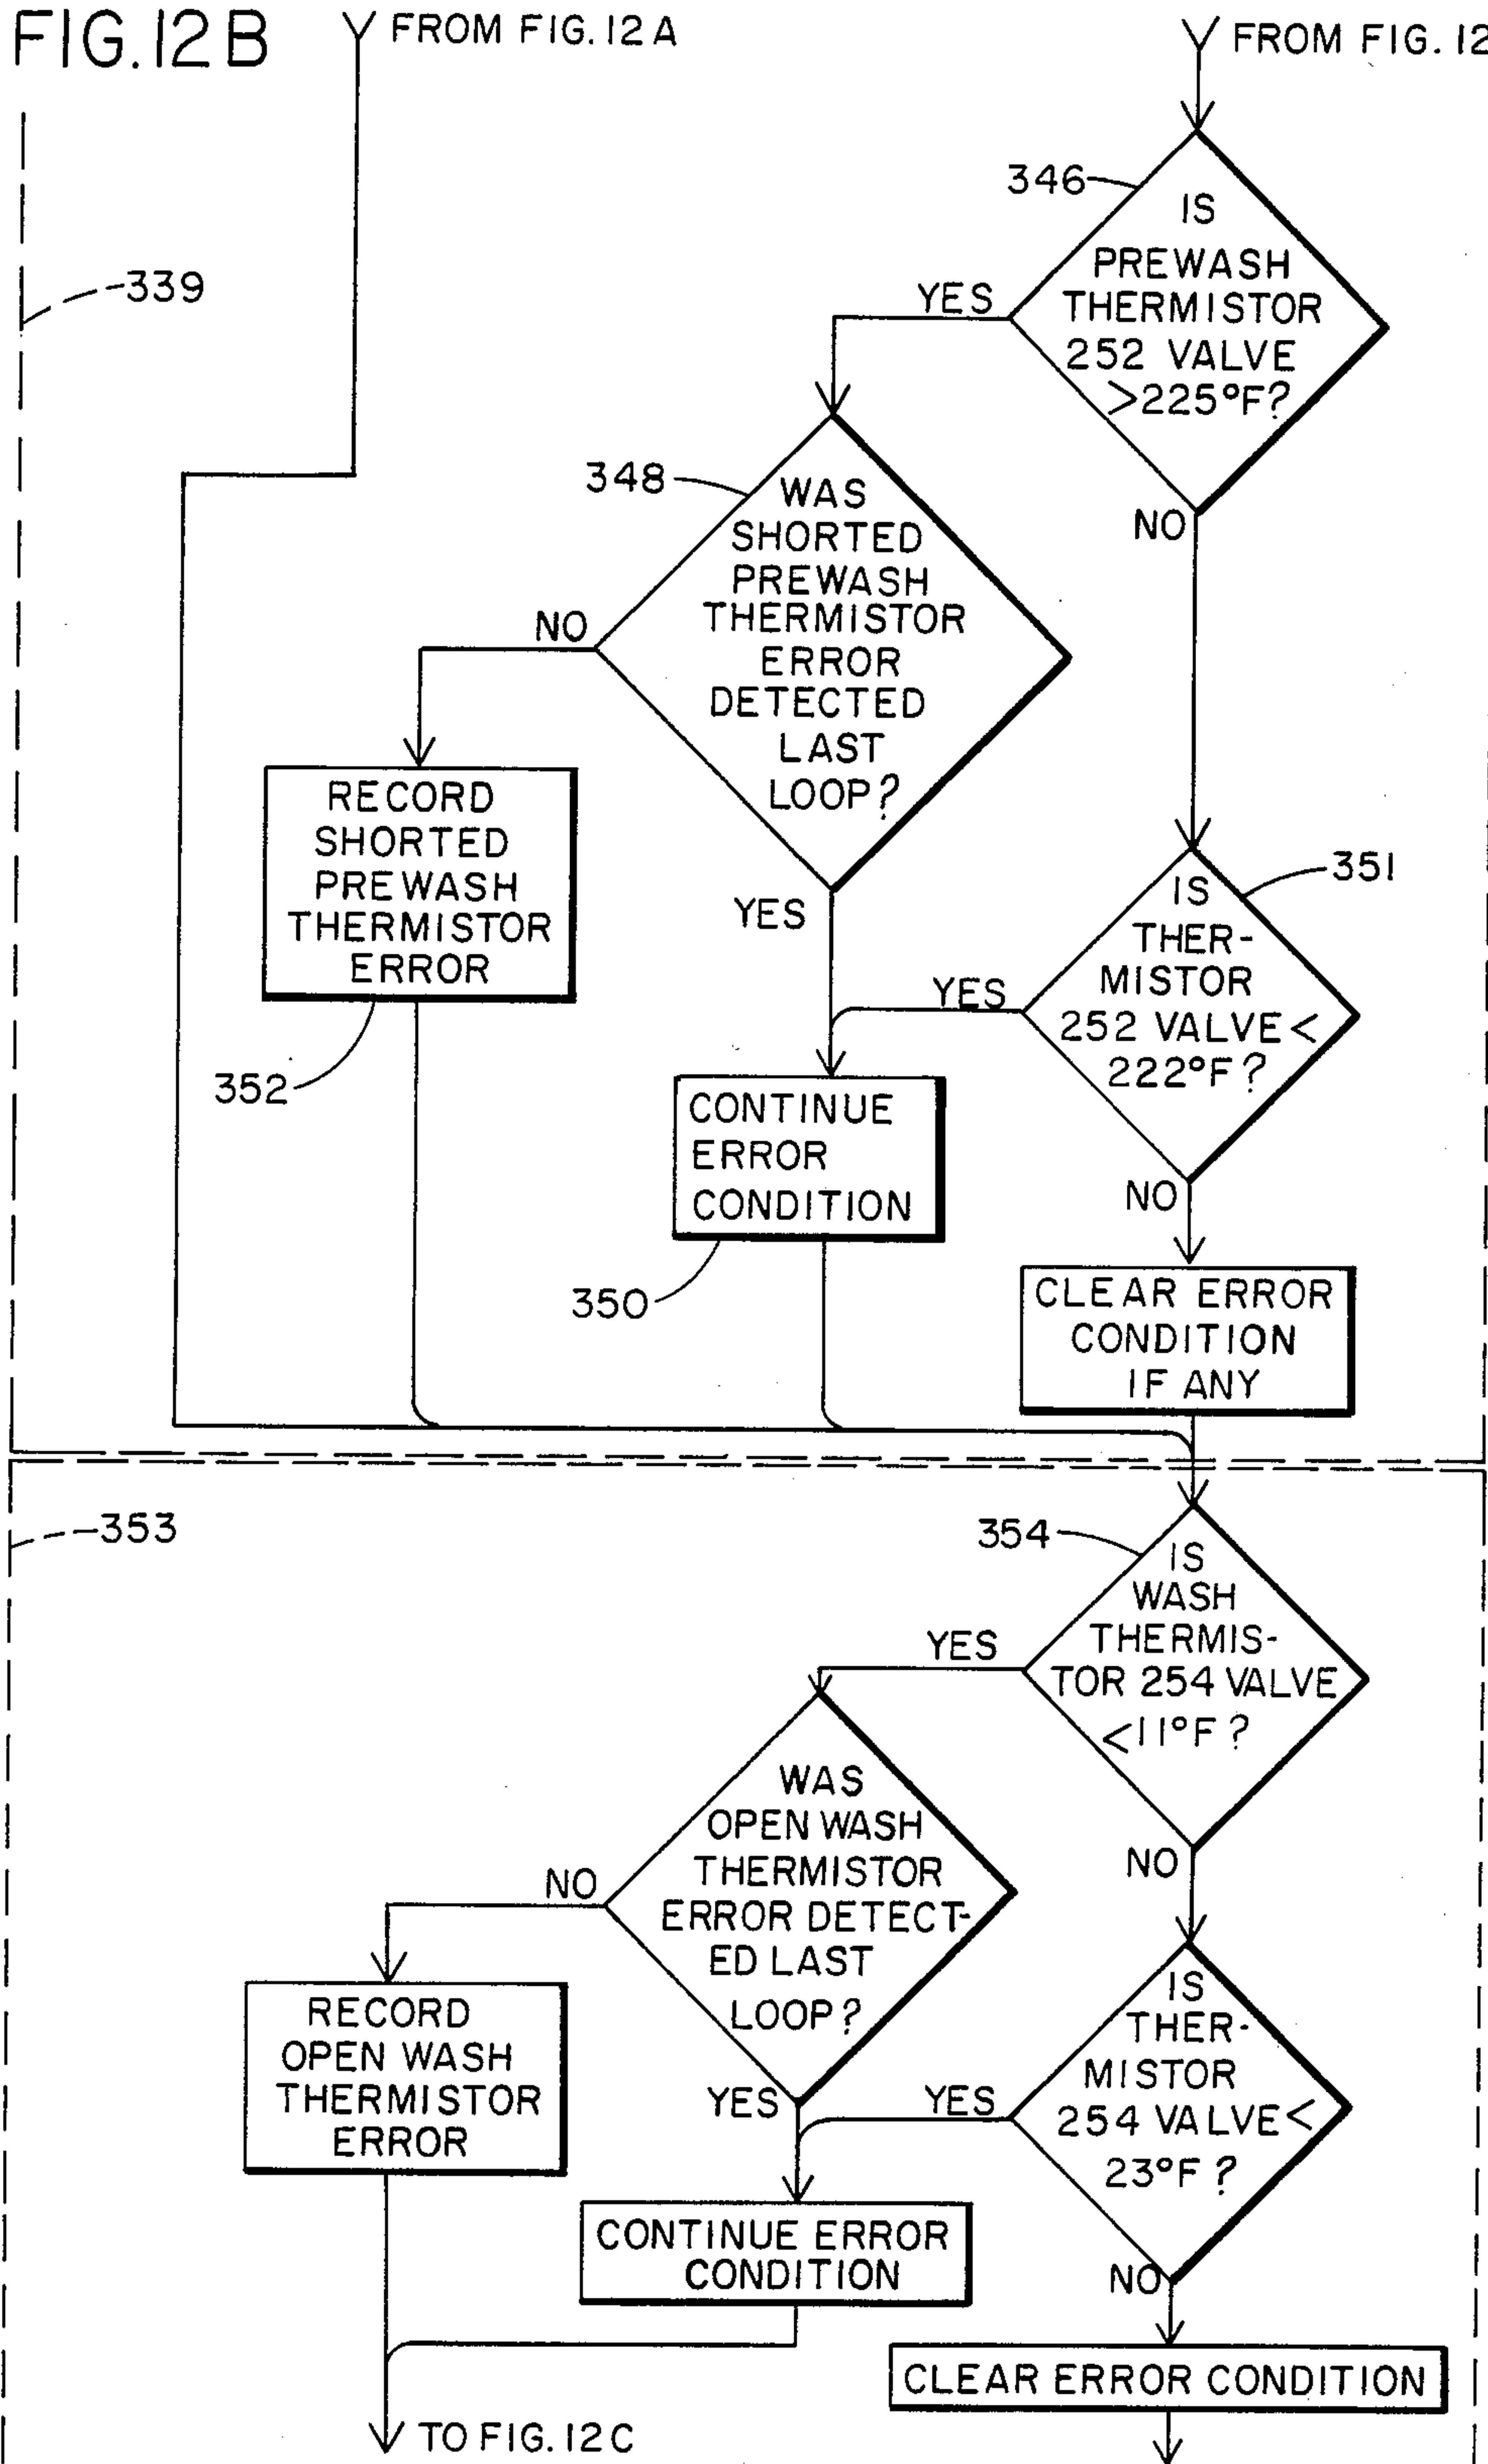 FIG.12B
FROM FIG.12A
FROM FIG.12
339
346
IS
PREWASH
THERMISTOR
252 VALVE
>225°F?
YES
NO
348
WAS
SHORTED
PREWASH
THERMISTOR
ERROR
DETECTED
LAST
LOOP?
NO
YES
RECORD
SHORTED
PREWASH
THERMISTOR
ERROR
352
351
IS
THER-
MISTOR
252 VALVE <
222°F?
YES
NO
CONTINUE
ERROR
CONDITION
350
CLEAR ERROR
CONDITION
IF ANY
353
354
IS
WASH
THERMIS-
TOR 254 VALVE
<11°F?
YES
NO
WAS
OPEN WASH
THERMISTOR
ERROR DETECT-
ED LAST
LOOP?
NO
YES
RECORD
OPEN WASH
THERMISTOR
ERROR
IS
THER-
MISTOR
254 VALVE <
23°F?
YES
NO
CONTINUE ERROR
CONDITION
CLEAR ERROR CONDITION
TO FIG.12C